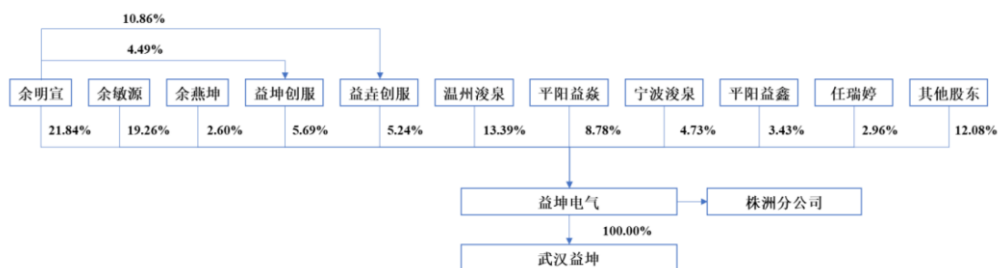 10.86%
4.49%
余明宣
余敏源
余燕坤
益坤创服
益垚创服
温州浚泉
平阳益焱
宁波浚泉
平阳益鑫
任瑞婷
其他股东
21.84%
19.26%
2.60%
5.69%
5.24%
13.39%
8.78%
4.73%
3.43%
2.96%
12.08%
益坤电气
株洲分公司
100.00%
武汉益坤